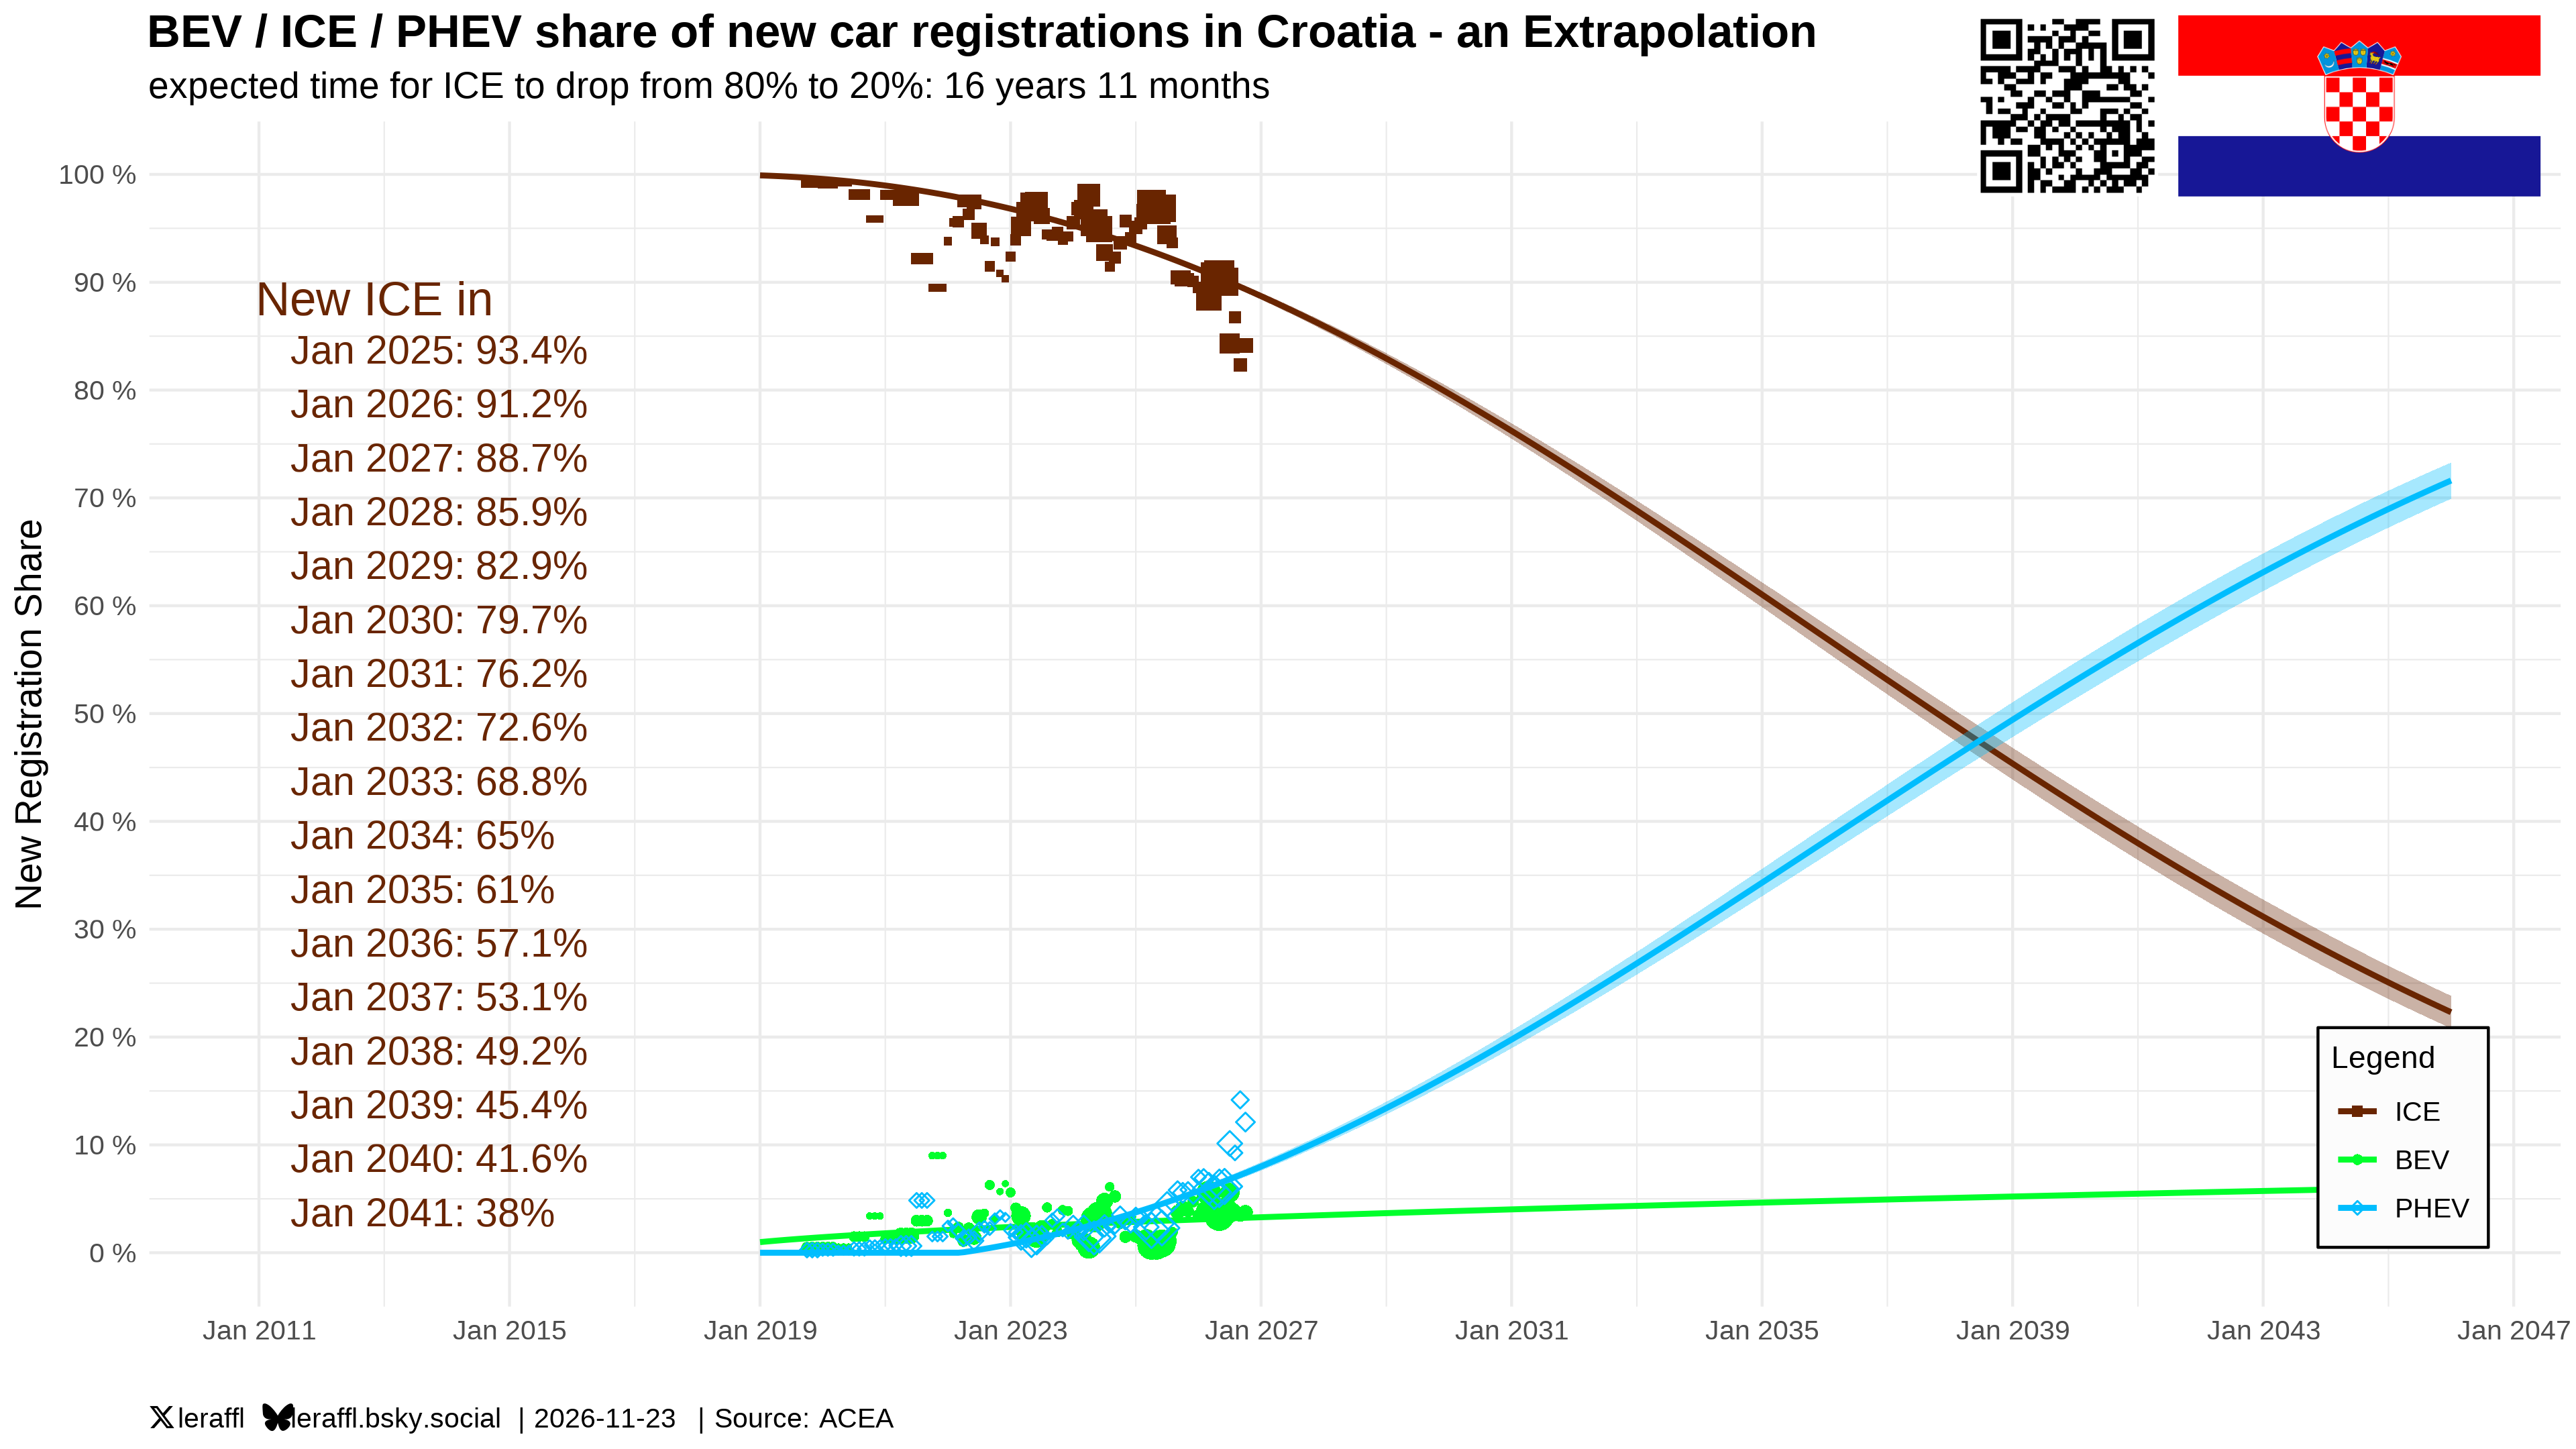 BEV / ICE / PHEV share of new car registrations in Croatia - an Extrapolation
expected time for ICE to drop from 80% to 20%: 16 years 11 months
New Registration Share
100 %
90 %
80 %
70 %
60 %
50 %
40 %
30 %
20 %
10 %
0 %
New ICE in
Jan 2025: 93.4%
Jan 2026: 91.2%
Jan 2027: 88.7%
Jan 2028: 85.9%
Jan 2029: 82.9%
Jan 2030: 79.7%
Jan 2031: 76.2%
Jan 2032: 72.6%
Jan 2033: 68.8%
Jan 2034: 65%
Jan 2035: 61%
Jan 2036: 57.1%
Jan 2037: 53.1%
Jan 2038: 49.2%
Jan 2039: 45.4%
Jan 2040: 41.6%
Jan 2041: 38%
Legend
ICE
BEV
PHEV
Jan 2011
Jan 2015
Jan 2019
Jan 2023
Jan 2027
Jan 2031
Jan 2035
Jan 2039
Jan 2043
Jan 2047
leraffl leraffl.bsky.social | 2026-11-23 | Source: ACEA